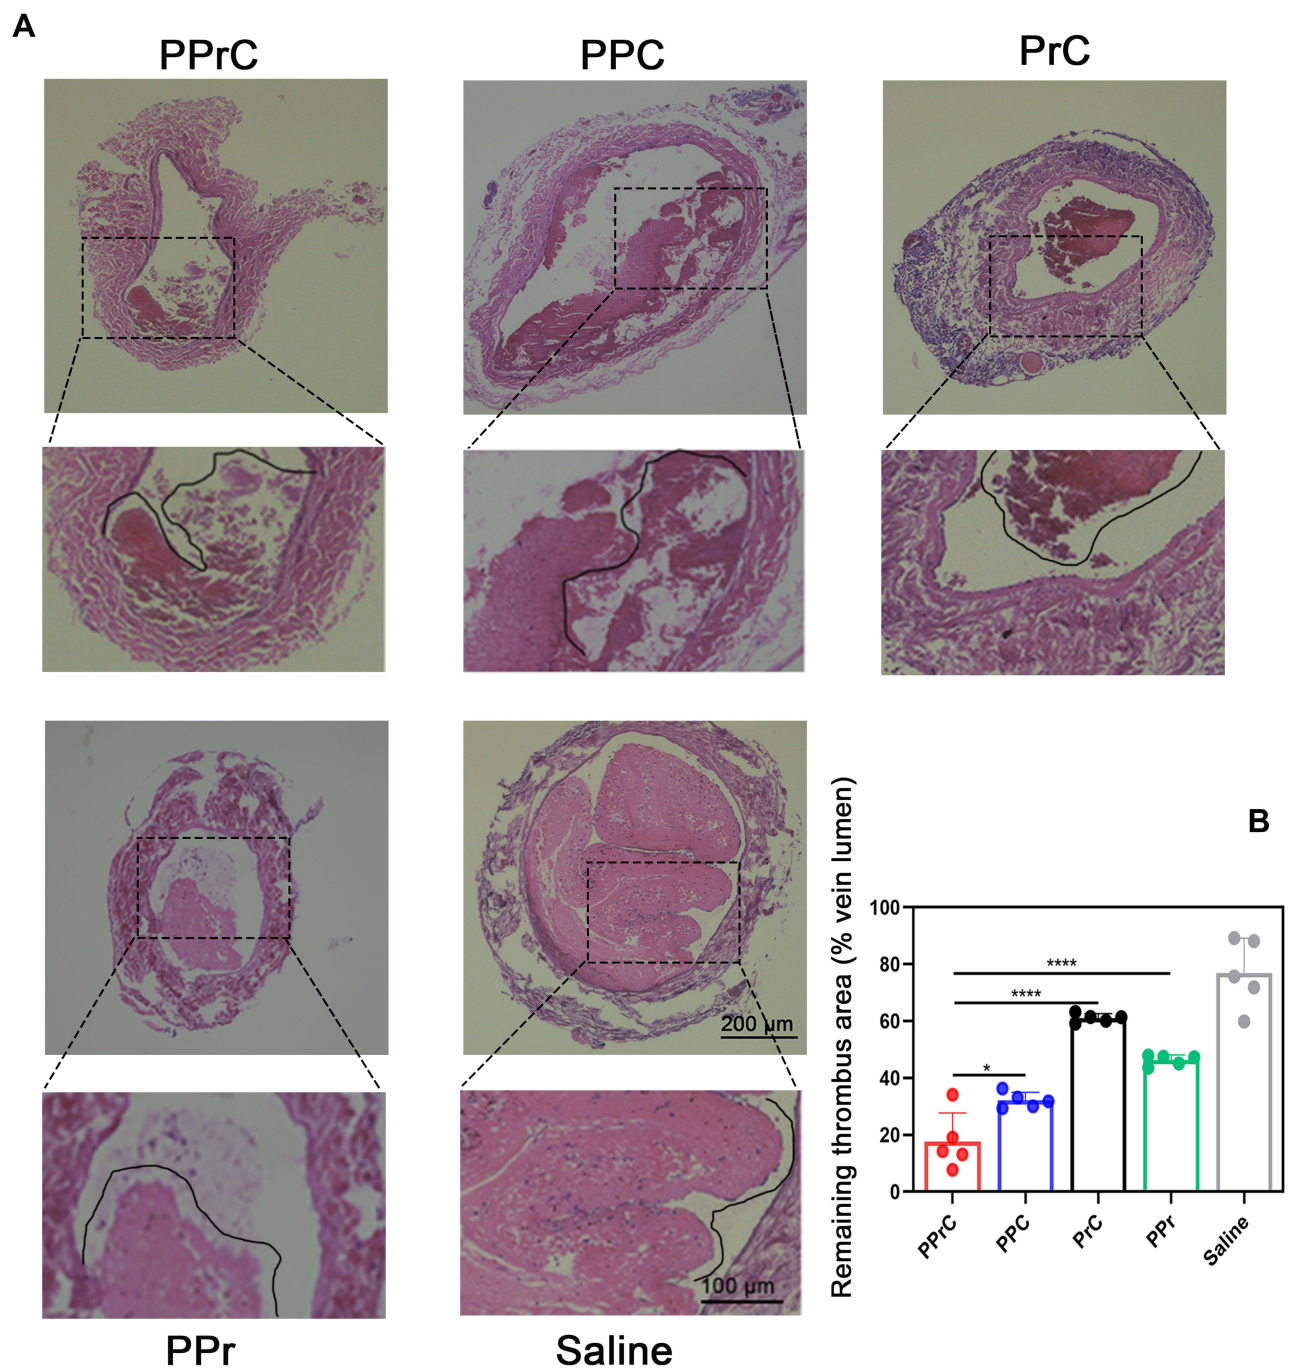 A
PPrC
PPC
PrC
200 µm
100 µm
PPr
Saline
B
Remaining thrombus area (% vein lumen)
100
80
60
40
20
0
****
****
*
PPrC
PPC
PrC
PPr
Saline